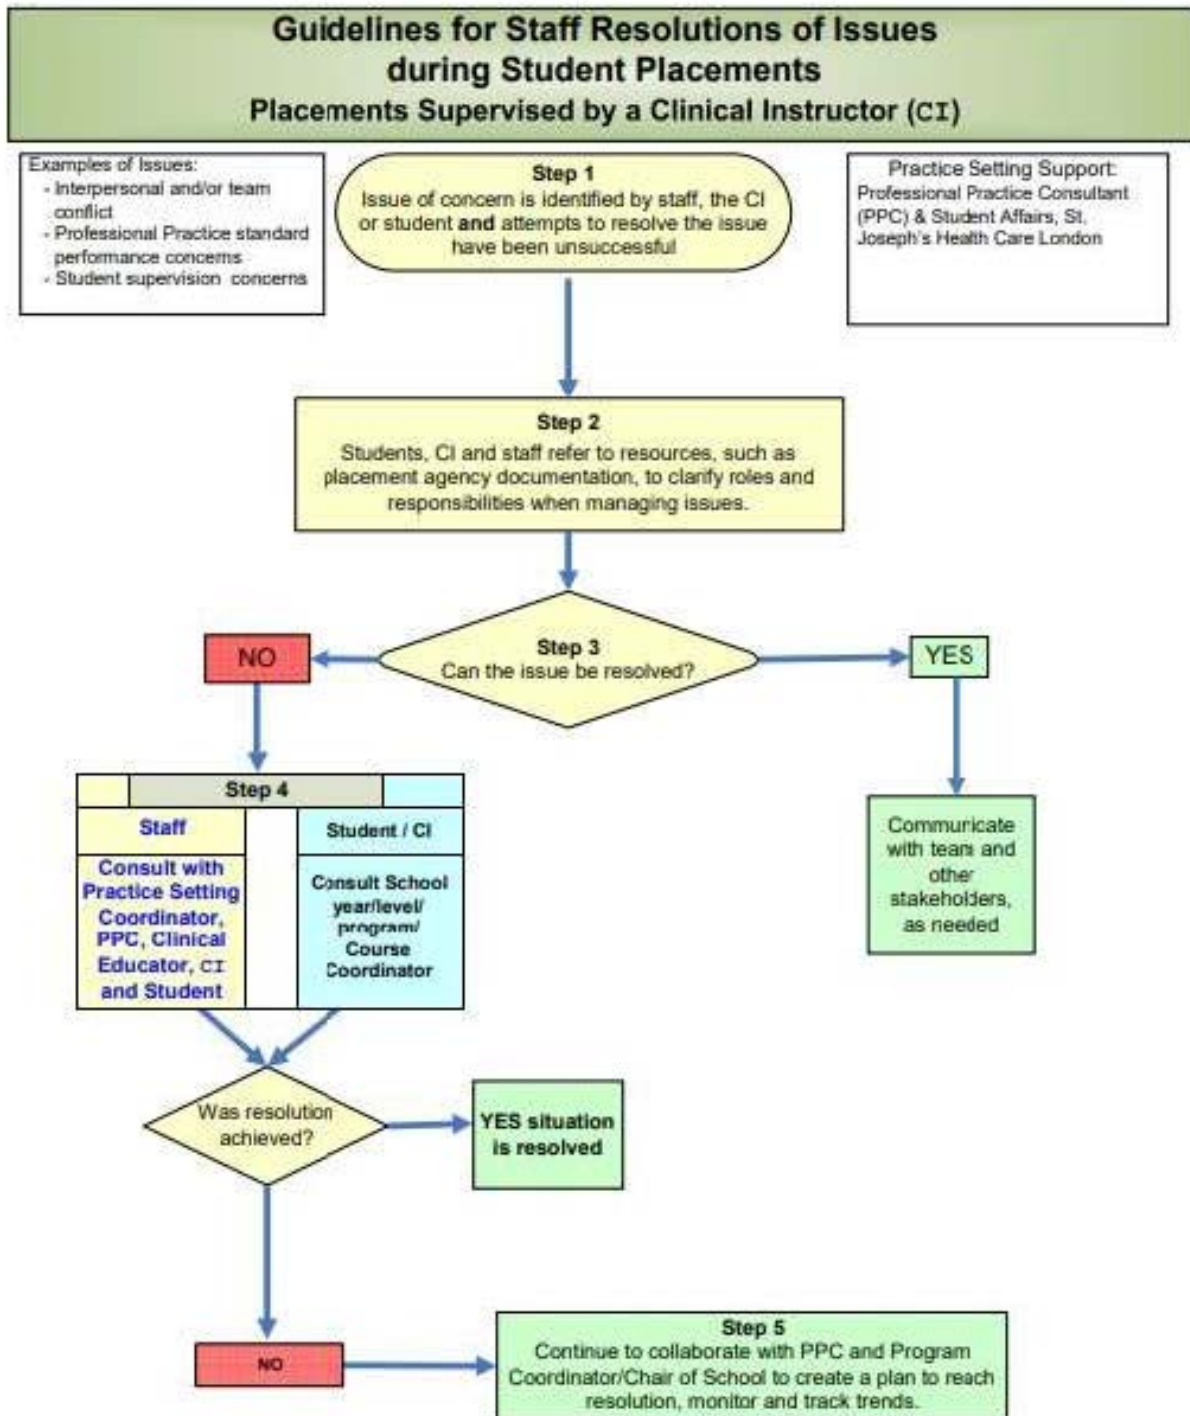 Guidelines for Staff Resolutions of Issues
during Student Placements
Placements Supervised by a Clinical Instructor (CI)
Examples of Issues:
- Interpersonal and/or team
conflict
- Professional Practice standard
performance concerns
- Student supervision concerns
Step 1
Issue of concern is identified by staff, the CI
or student and attempts to resolve the issue
have been unsuccessful
Practice Setting Support:
Professional Practice Consultant
(PPC) & Student Affairs, St.
Joseph's Health Care London
Step 2
Students, CI and staff refer to resources, such as
placement agency documentation, to clarify roles and
responsibilities when managing issues.
NO
Step 3
Can the issue be resolved?
YES
Step 4
Staff
Consult with
Practice Setting
Coordinator,
PPC, Clinical
Educator, CI
and Student
Student / CI
Consult School
year/level/
program/
Course
Coordinator
Communicate
with team and
other
stakeholders,
as needed
Was resolution
achieved?
YES situation
is resolved
NO
Step 5
Continue to collaborate with PPC and Program
Coordinator/Chair of School to create a plan to reach
resolution, monitor and track trends.